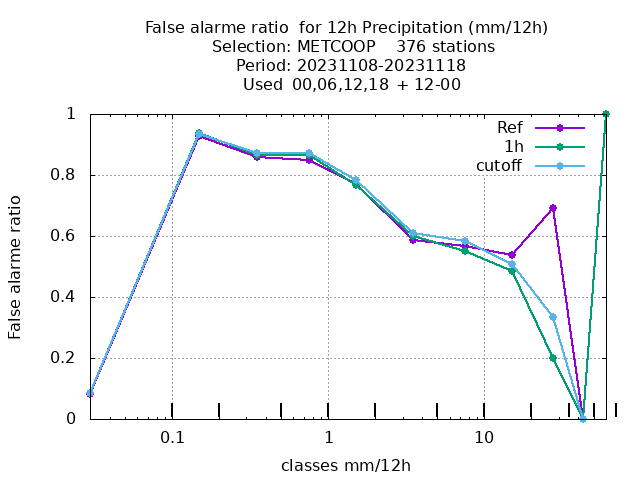 False alarme ratio  for 12h Precipitation (mm/12h)
Selection: METCOOP    376 stations
Period: 20231108-20231118
Used  00,06,12,18  + 12-00
Ref
1h
cutoff
1
0.8
0.6
0.4
0.2
0
False alarme ratio
0.1
1
10
classes mm/12h